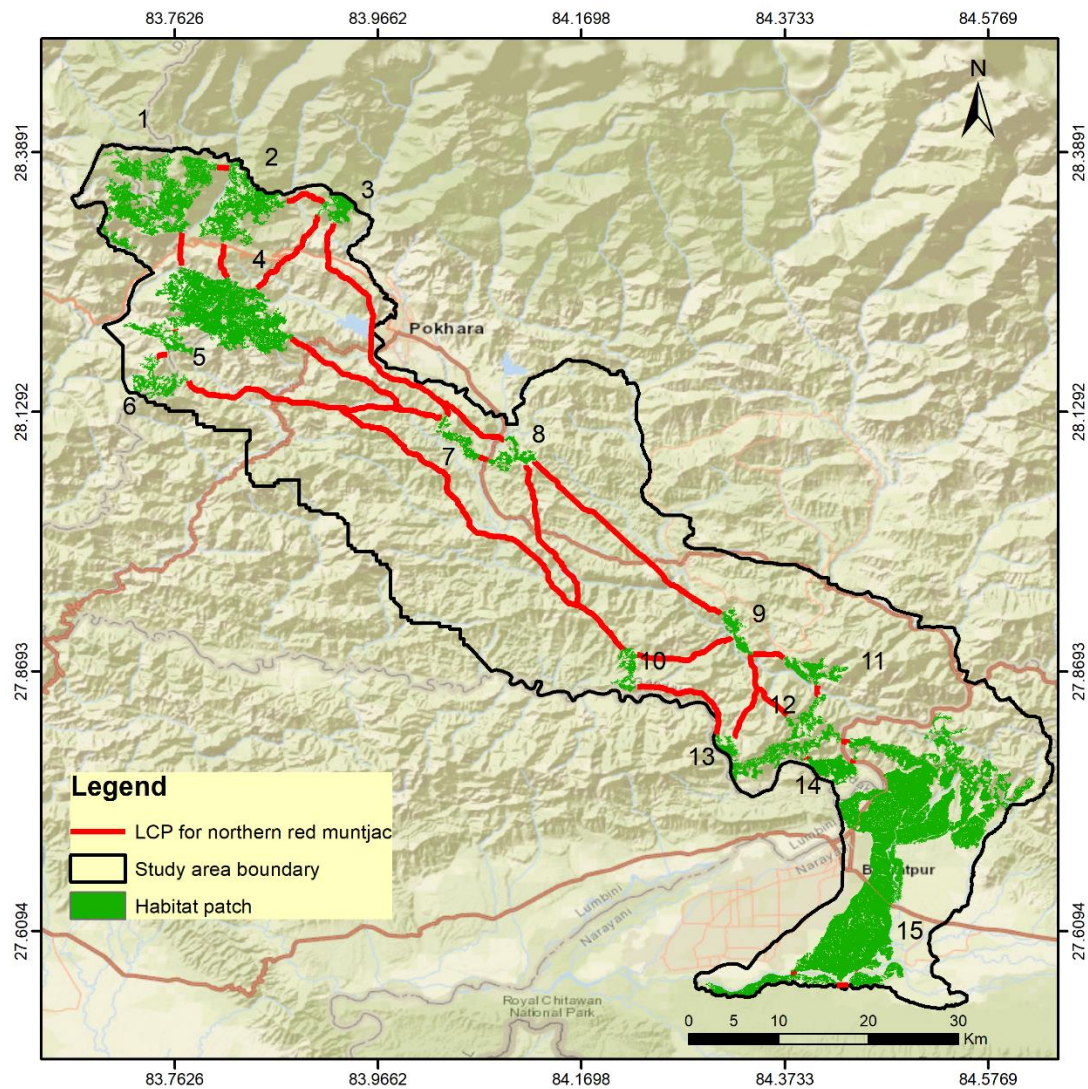 83.7626 83.9662 84.1698 84.3733 84.5769
N
28.3891 28.3891
1
2
3
4
Pokhara
5
6
28.1292 28.1292
7
8
9
10
11
27.8693 27.8693
12
13
14
Legend
LCP for northern red muntjac
Study area boundary
Habitat patch
Lumbini
Narayani
Lumbini
Narayani
15
27.6094 27.6094
Royal Chitawan
National Park
0 5 10 20 30
Km
83.7626 83.9662 84.1698 84.3733 84.5769